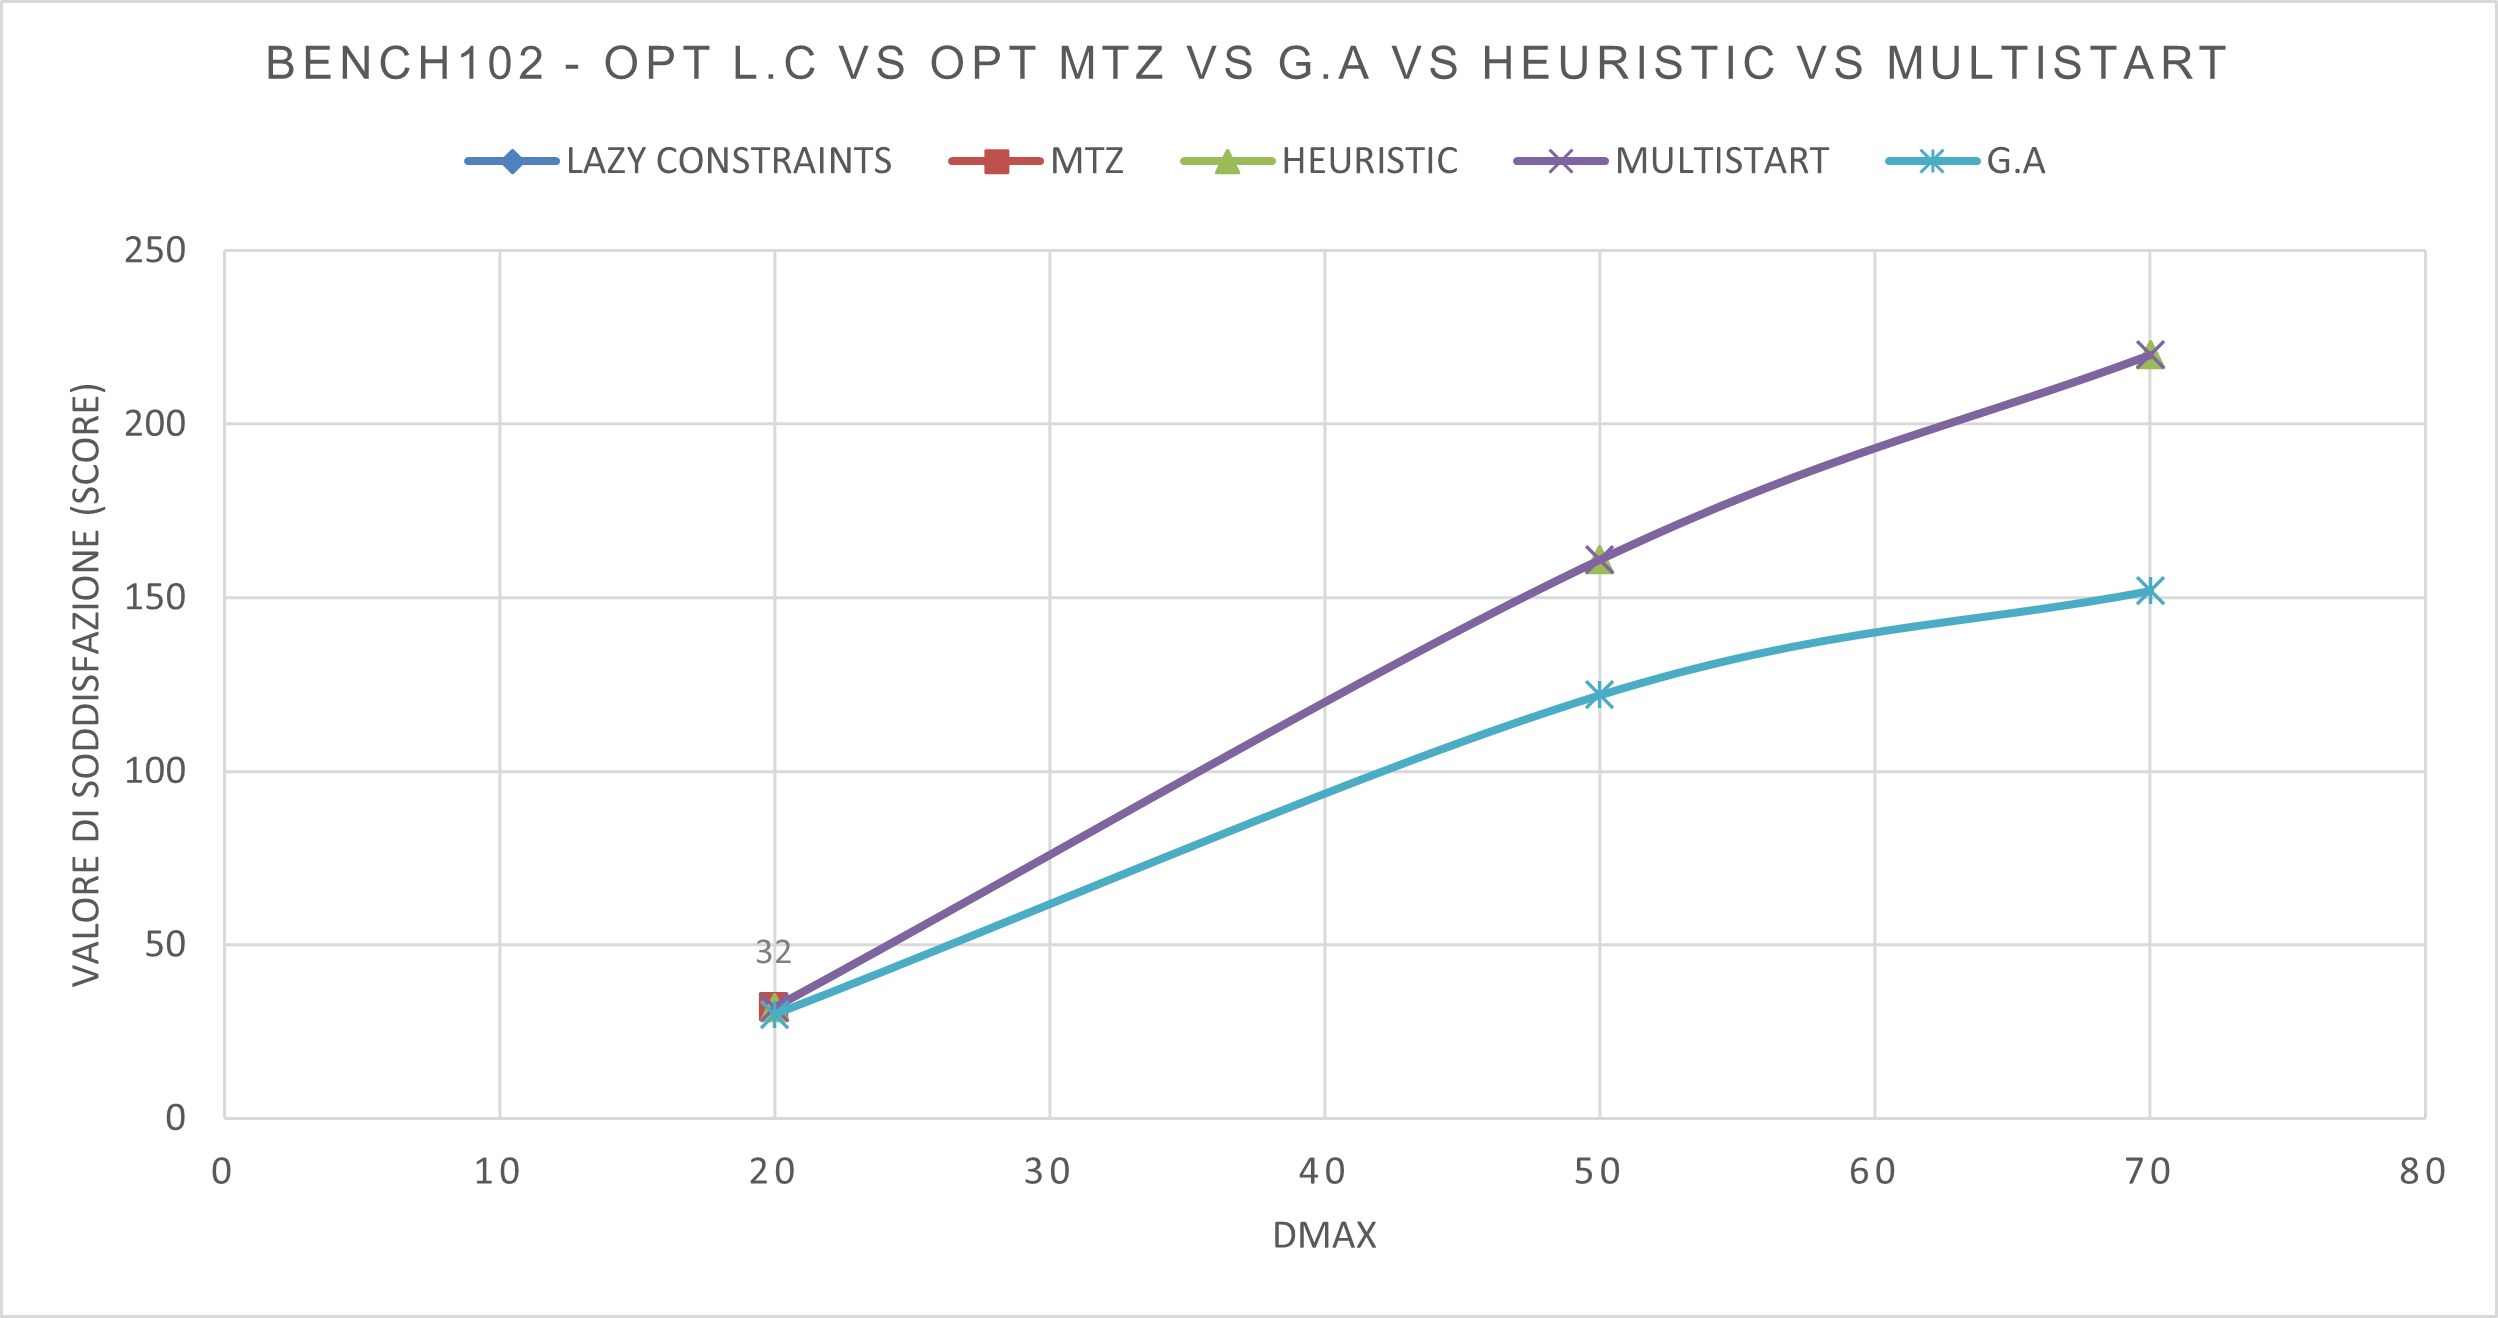 BENCH102 - OPT L.C VS OPT MTZ VS G.A VS HEURISTIC VS MULTISTART
LAZY CONSTRAINTS MTZ HEURISTIC MULTISTART G.A
VALORE DI SODDISFAZIONE (SCORE)
250
200
150
100
50
0
32
0 10 20 30 40 50 60 70 80
DMAX